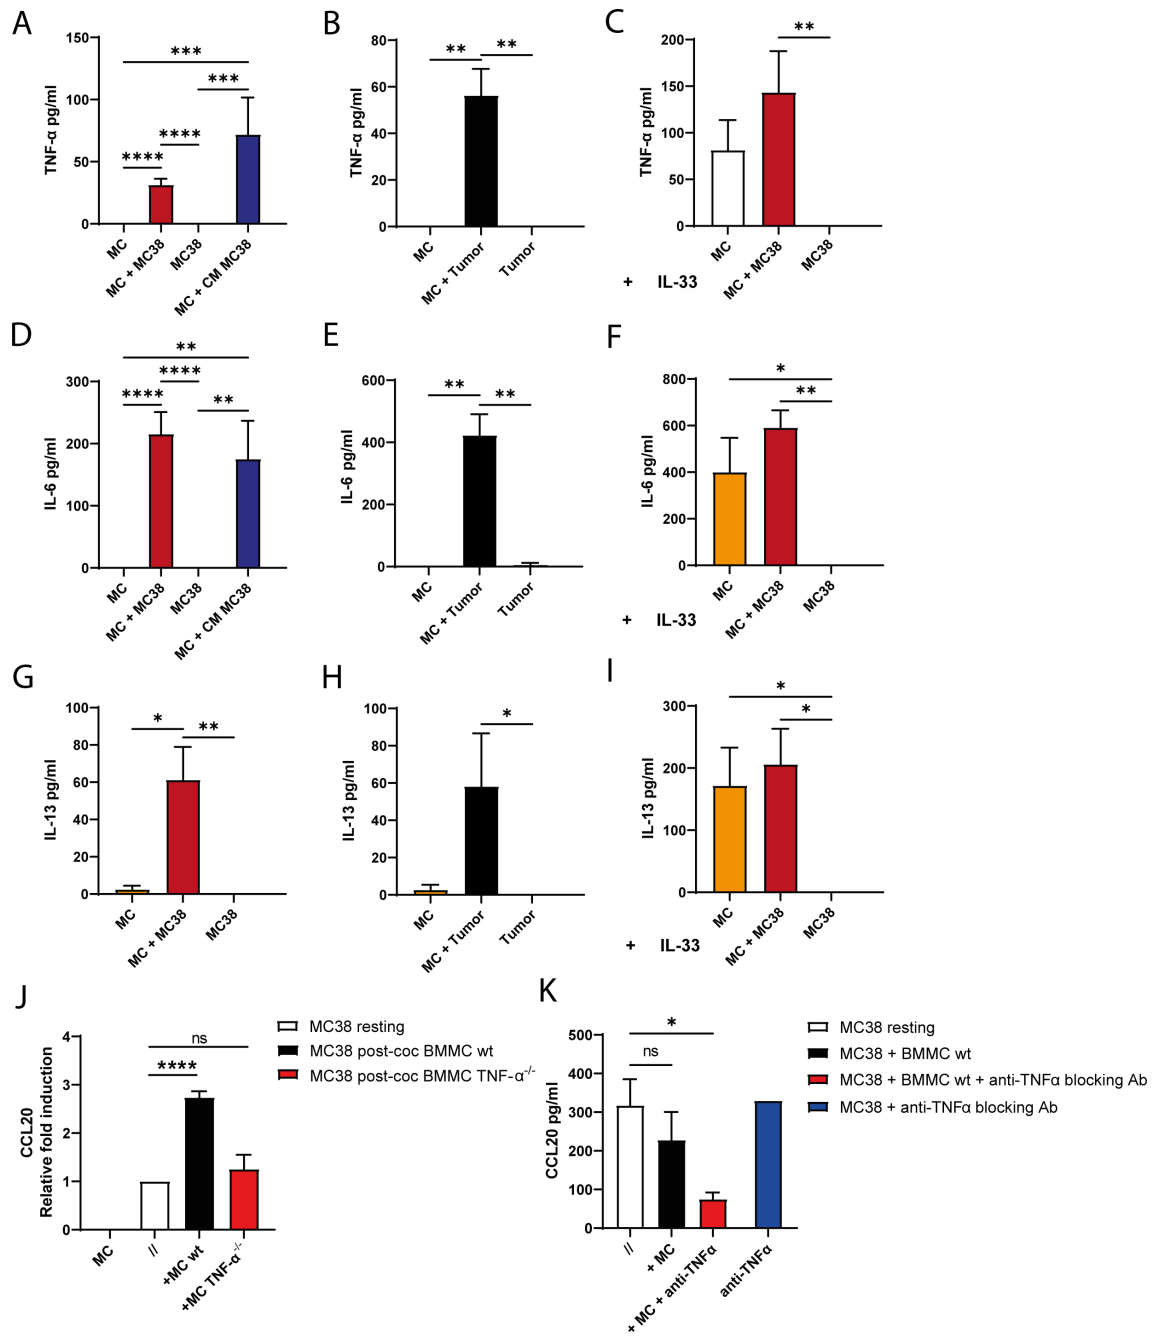 A
TNF-α pg/ml
150
100
50
0
***
***
****
****
MC
MC + MC38
MC38
MC + CM MC38
B
TNF-α pg/ml
80
60
40
20
0
**
**
MC
MC + Tumor
Tumor
C
TNF-α pg/ml
200
150
100
50
0
**
MC
MC + MC38
MC38
+ IL-33
D
IL-6 pg/ml
300
200
100
0
**
****
****
**
MC
MC + MC38
MC38
MC + CM MC38
E
IL-6 pg/ml
600
400
200
0
**
**
MC
MC + Tumor
Tumor
F
IL-6 pg/ml
800
600
400
200
0
*
**
MC
MC + MC38
MC38
+ IL-33
G
IL-13 pg/ml
100
80
60
40
20
0
*
**
MC
MC + MC38
MC38
H
IL-13 pg/ml
100
80
60
40
20
0
*
MC
MC + Tumor
Tumor
I
IL-13 pg/ml
300
200
100
0
*
*
MC
MC + MC38
MC38
+ IL-33
J
CCL20
Relative fold induction
4
3
2
1
0
ns
****
MC
//
+MC wt
+MC TNF-α-/-
MC38 resting
MC38 post-coc BMMC wt
MC38 post-coc BMMC TNF-α-/-
K
CCL20 pg/ml
500
400
300
200
100
0
*
ns
//
+ MC
+ MC + anti-TNFα
anti-TNFα
MC38 resting
MC38 + BMMC wt
MC38 + BMMC wt + anti-TNFα blocking Ab
MC38 + anti-TNFα blocking Ab